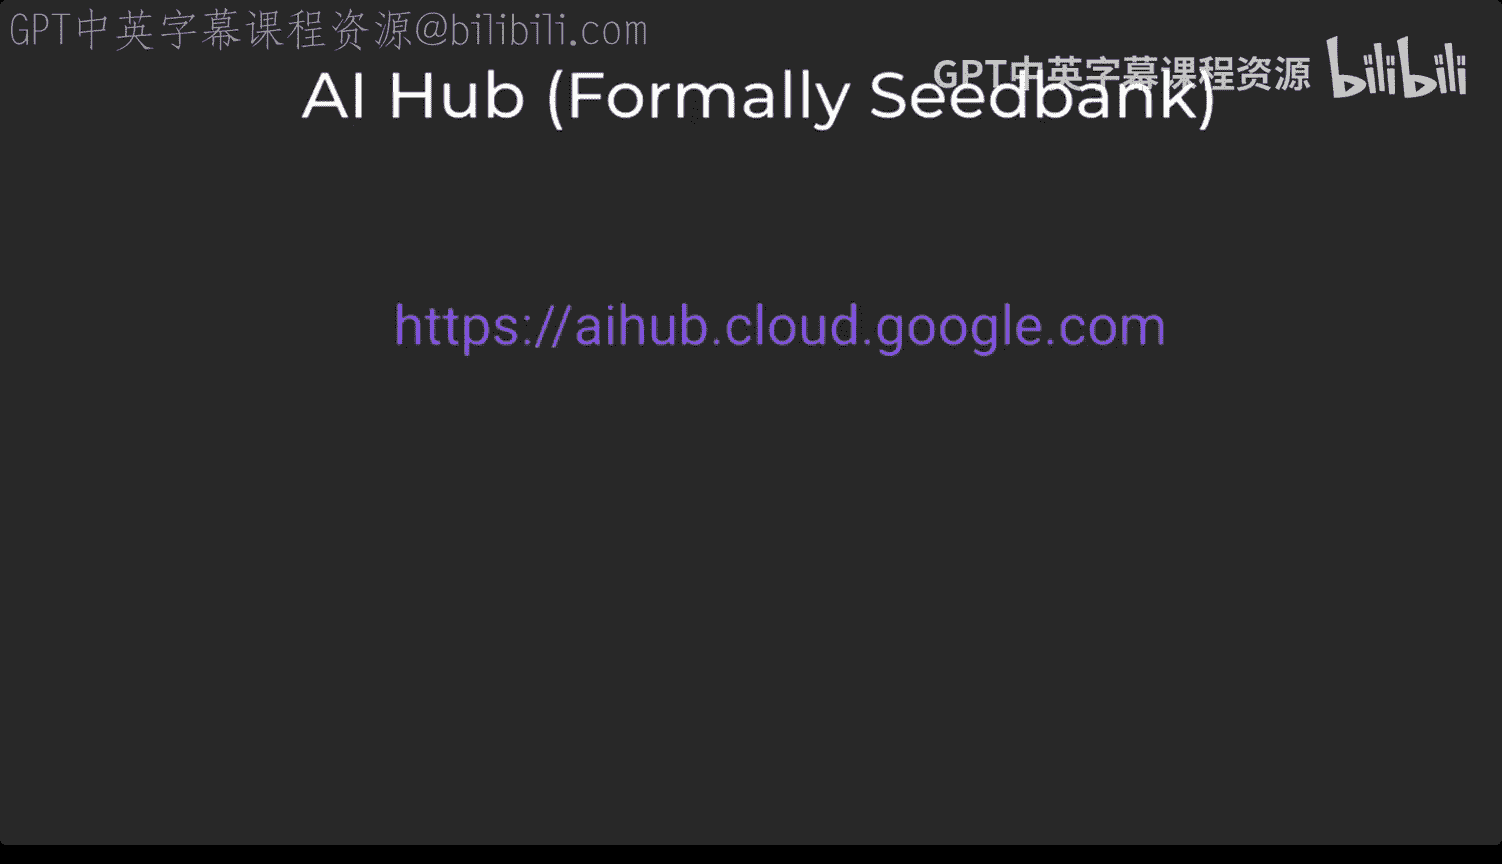 GPT中英字幕课程资源@bilibili.com
GPT中英字幕课程资源 bilibili
AI Hub (Formally Seedbank)
https://aihub.cloud.google.com